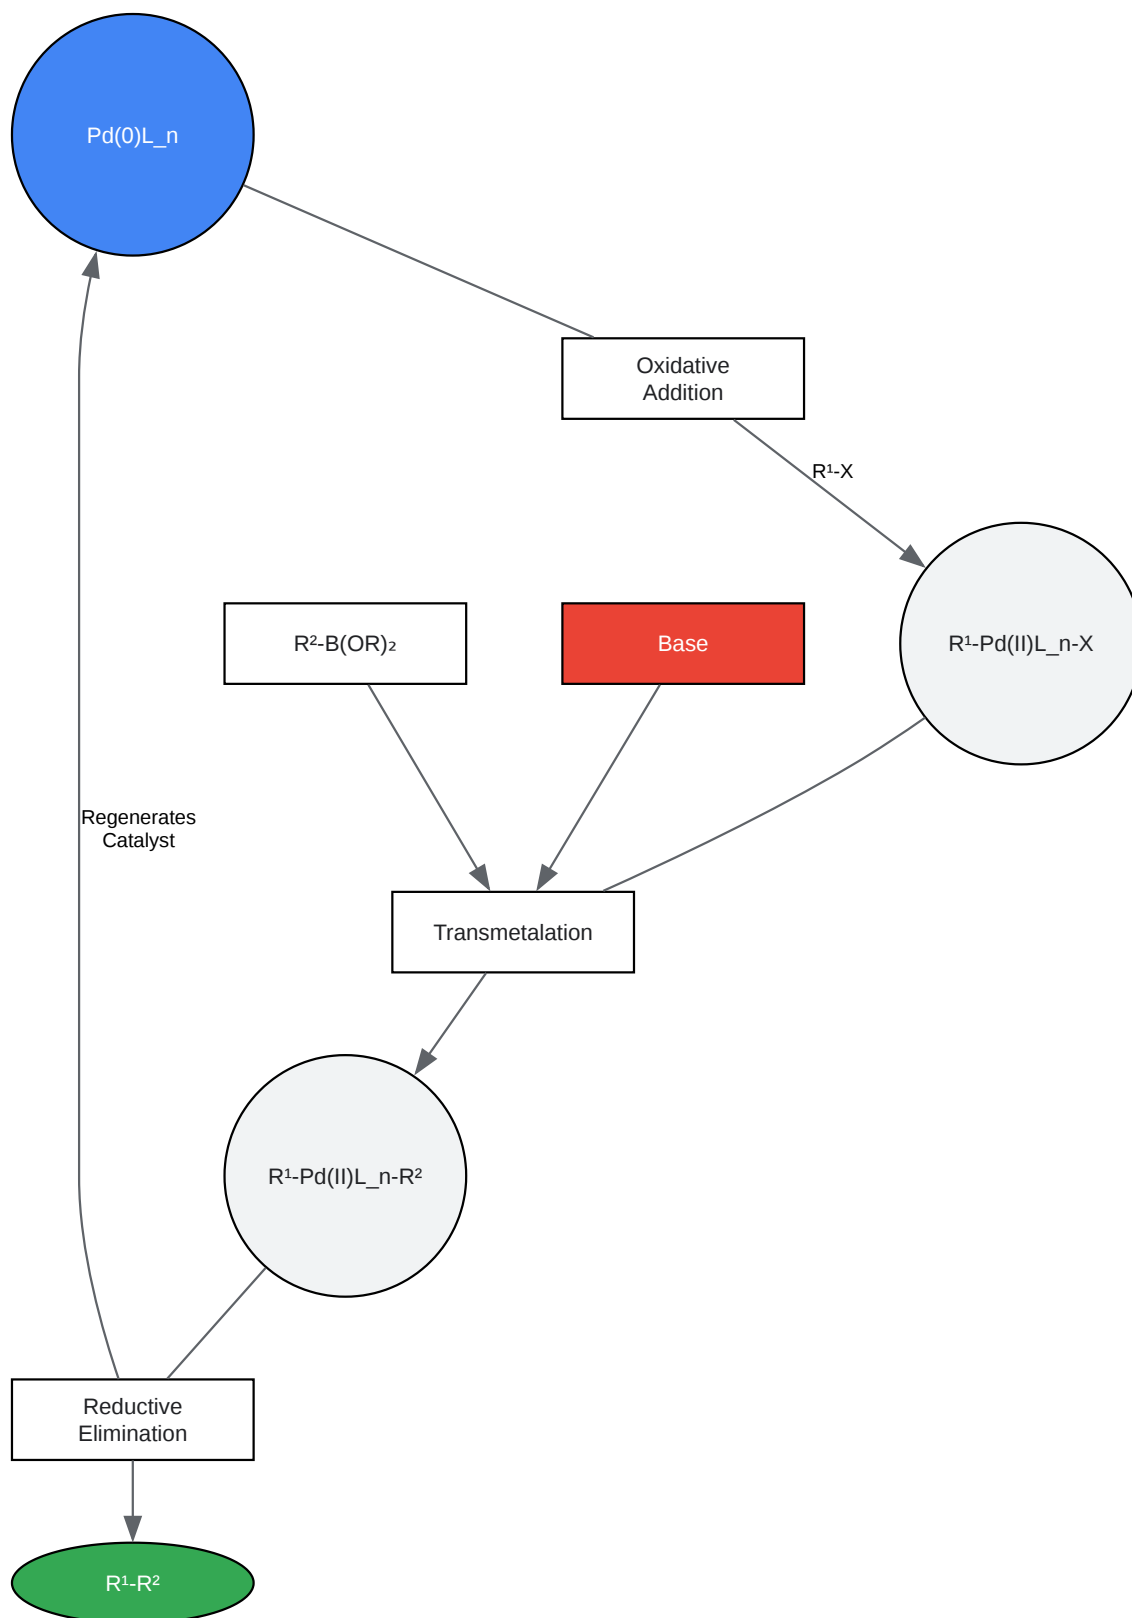 Pd(0)L_n
Oxidative
Addition
R¹-X
R²-B(OR)₂
Base
R¹-Pd(II)L_n-X
Regenerates
Catalyst
Transmetalation
R¹-Pd(II)L_n-R²
Reductive
Elimination
R¹-R²